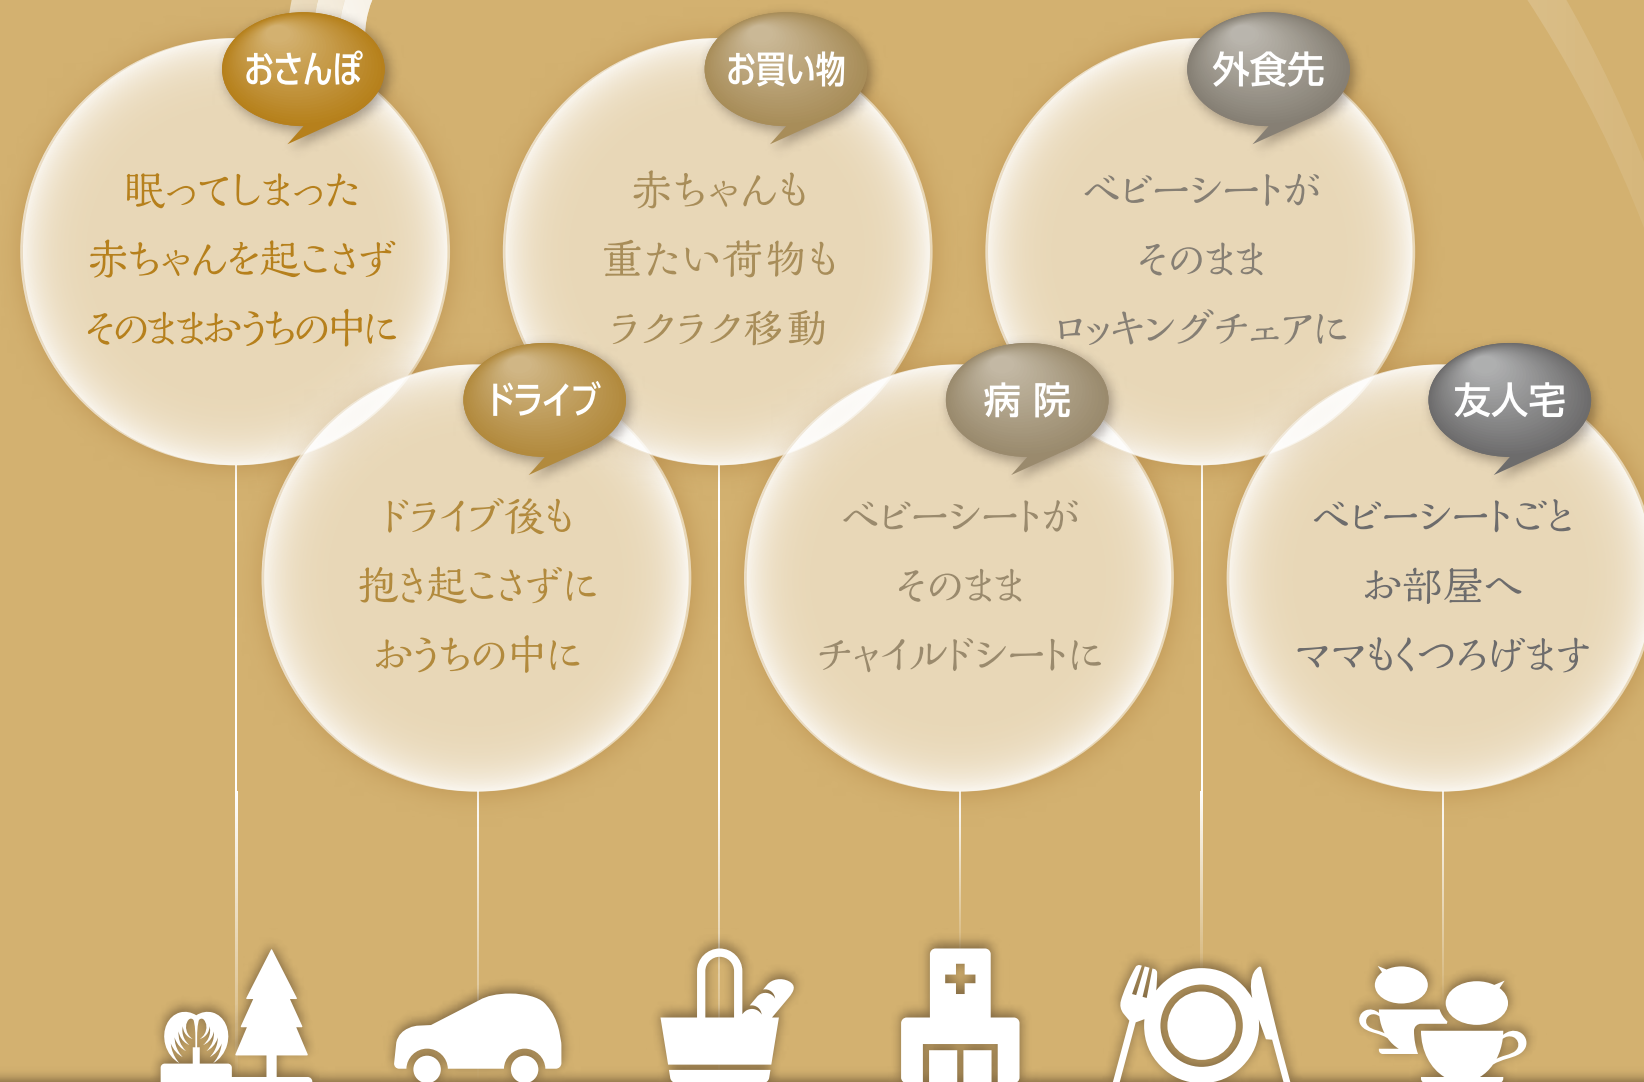 おさんぽ
眠ってしまった
赤ちゃんを起こさず
そのままおうちの中に
ドライブ
ドライブ後も
抱き起こさずに
おうちの中に
お買い物
赤ちゃんも
重たい荷物も
ラクラク移動
病院
ベビーシートが
そのまま
チャイルドシートに
外食先
ベビーシートが
そのまま
ロッキングチェアに
友人宅
ベビーシートごと
お部屋へ
ママもくつろげます